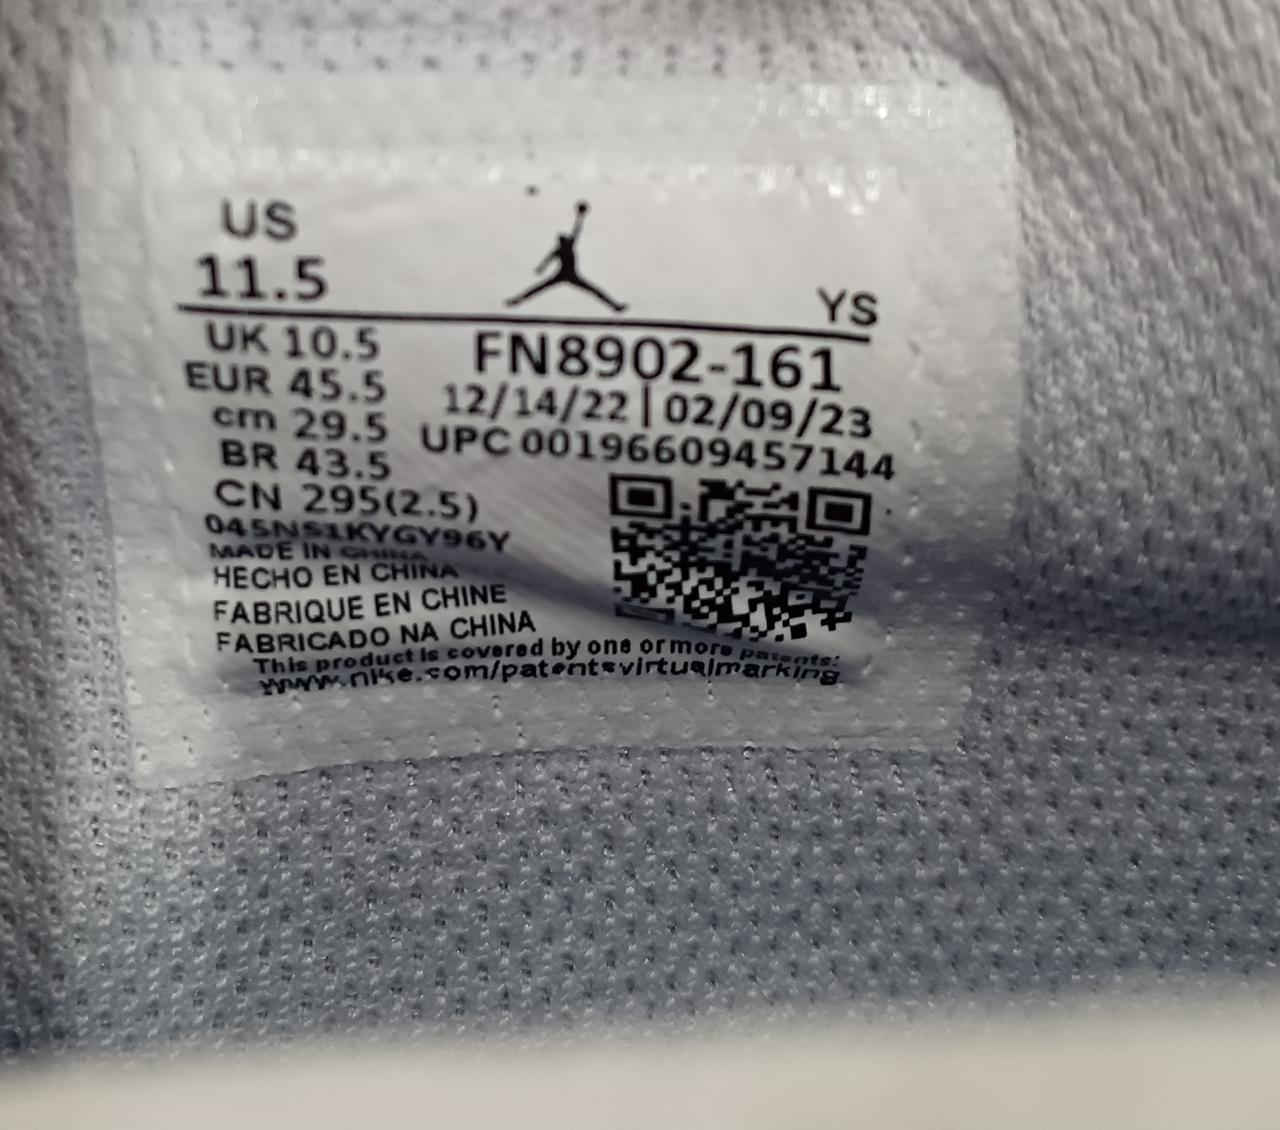 US
11.5
YS
UK 10.5
EUR 45.5
cm 29.5
BR 43.5
CN 295(2.5)
FN8902-161
12/14/22 | 02/09/23
UPC 00196609457144
045NS1KYGY96Y
MADE IN CHINA
HECHO EN CHINA
FABRIQUE EN CHINE
FABRICADO NA CHINA
This product is covered by one or more patents:
www.nike.com/patentsvirtualmarking